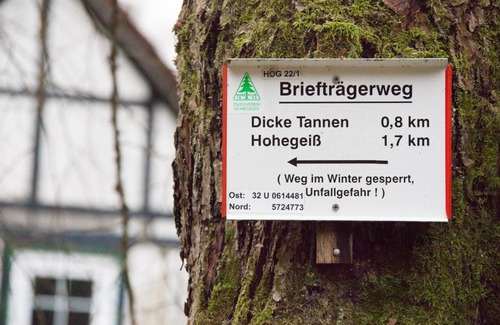 HDG 22/1
Briefträgerweg
Dicke Tannen 0,8 km
Hohegeiß 1,7 km
( Weg im Winter gesperrt,
Unfallgefahr ! )
Ost: 32 U 0614481
Nord: 5724773